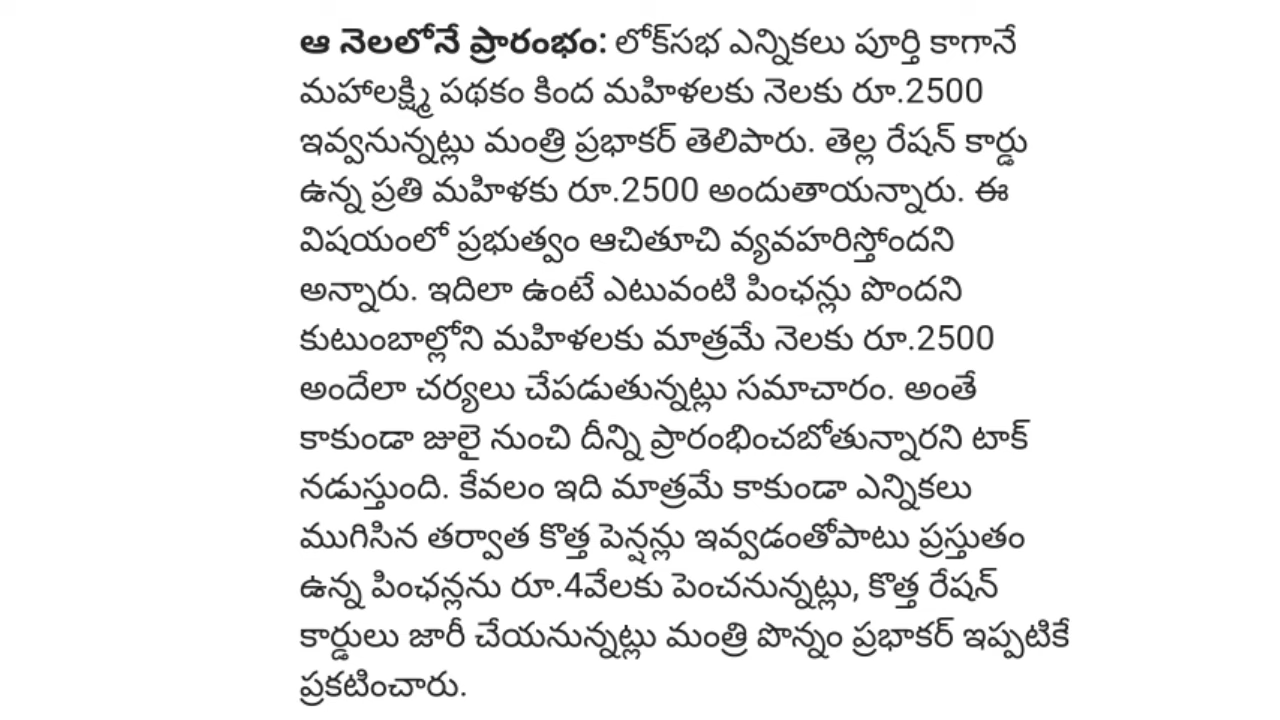 ఆ నెలలోనే ప్రారంభం: లోక్‌సభ ఎన్నికలు పూర్తి కాగానే
మహాలక్ష్మి పథకం కింద మహిళలకు నెలకు రూ.2500
ఇవ్వనున్నట్లు మంత్రి ప్రభాకర్ తెలిపారు. తెల్ల రేషన్ కార్డు
ఉన్న ప్రతి మహిళకు రూ.2500 అందుతాయన్నారు. ఈ
విషయంలో ప్రభుత్వం ఆచితూచి వ్యవహరిస్తోందని
అన్నారు. ఇదిలా ఉంటే ఎటువంటి పింఛన్లు పొందని
కుటుంబాల్లోని మహిళలకు మాత్రమే నెలకు రూ.2500
అందేలా చర్యలు చేపడుతున్నట్లు సమాచారం. అంతే
కాకుండా జులై నుంచి దీన్ని ప్రారంభించబోతున్నారని టాక్
నడుస్తుంది. కేవలం ఇది మాత్రమే కాకుండా ఎన్నికలు
ముగిసిన తర్వాత కొత్త పెన్షన్లు ఇవ్వడంతోపాటు ప్రస్తుతం
ఉన్న పింఛన్లను రూ.4వేలకు పెంచనున్నట్లు, కొత్త రేషన్
కార్డులు జారీ చేయనున్నట్లు మంత్రి పొన్నం ప్రభాకర్ ఇప్పటికే
ప్రకటించారు.